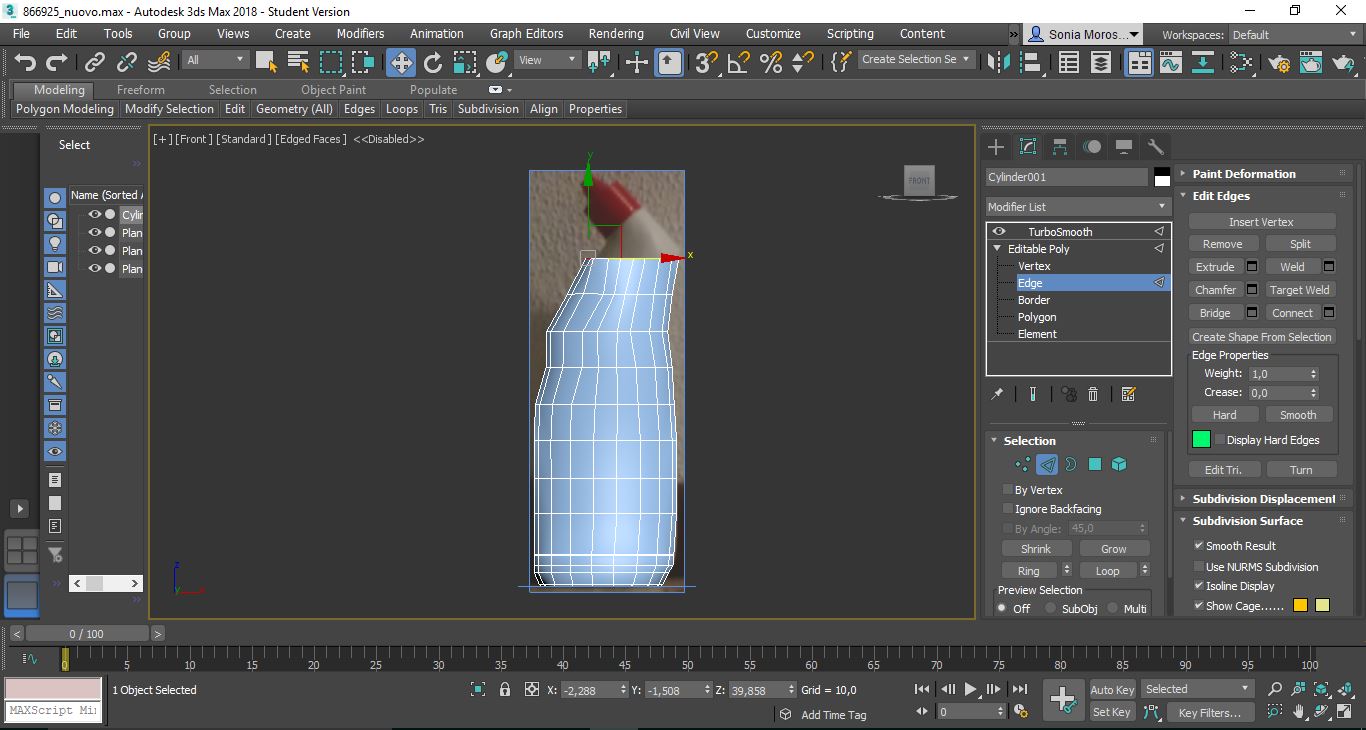 866925_nuovo.max - Autodesk 3ds Max 2018 - Student Version
File Edit Tools Group Views Create Modifiers Animation Graph Editors Rendering Civil View Customize Scripting Content » Sonia Moros... Workspaces: Default
All View 3 Create Selection Se
Modeling Freeform Selection Object Paint Populate
Polygon Modeling Modify Selection Edit Geometry (All) Edges Loops Tris Subdivision Align Properties
Select
»
Name (Sorted A
Cylin
Plan
Plan
Plan
»
[+] [Front] [Standard] [Edged Faces] <<Disabled>>
FRONT
y
x
z
y
Cylinder001
Modifier List
TurboSmooth
Editable Poly
Vertex
Edge
Border
Polygon
Element
Selection
By Vertex
Ignore Backfacing
By Angle: 45,0
Shrink Grow
Ring Loop
Preview Selection
Off SubObj Multi
Paint Deformation
Edit Edges
Insert Vertex
Remove Split
Extrude Weld
Chamfer Target Weld
Bridge Connect
Create Shape From Selection
Edge Properties
Weight: 1,0
Crease: 0,0
Hard Smooth
Display Hard Edges
Edit Tri. Turn
Subdivision Displacement
Subdivision Surface
Smooth Result
Use NURMS Subdivision
Isoline Display
Show Cage......
< 0 / 100 >
0 5 10 15 20 25 30 35 40 45 50 55 60 65 70 75 80 85 90 95 100
MAXScript Mi
1 Object Selected X: -2,288 Y: -1,508 Z: 39,858 Grid = 10,0
Add Time Tag
0
Auto Key Selected
Set Key Key Filters...